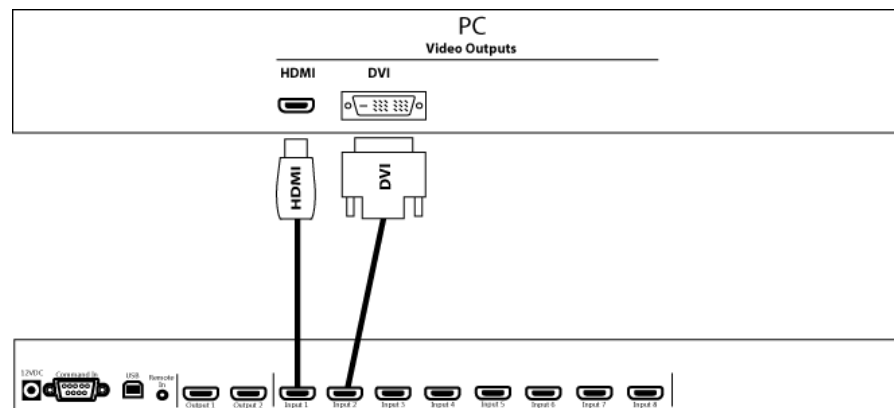 PC
Video Outputs
HDMI DVI
HDMI
DVI
12VDC Command In USB Remote In
Output 1 Output 2 Input 1 Input 2 Input 3 Input 4 Input 5 Input 6 Input 7 Input 8